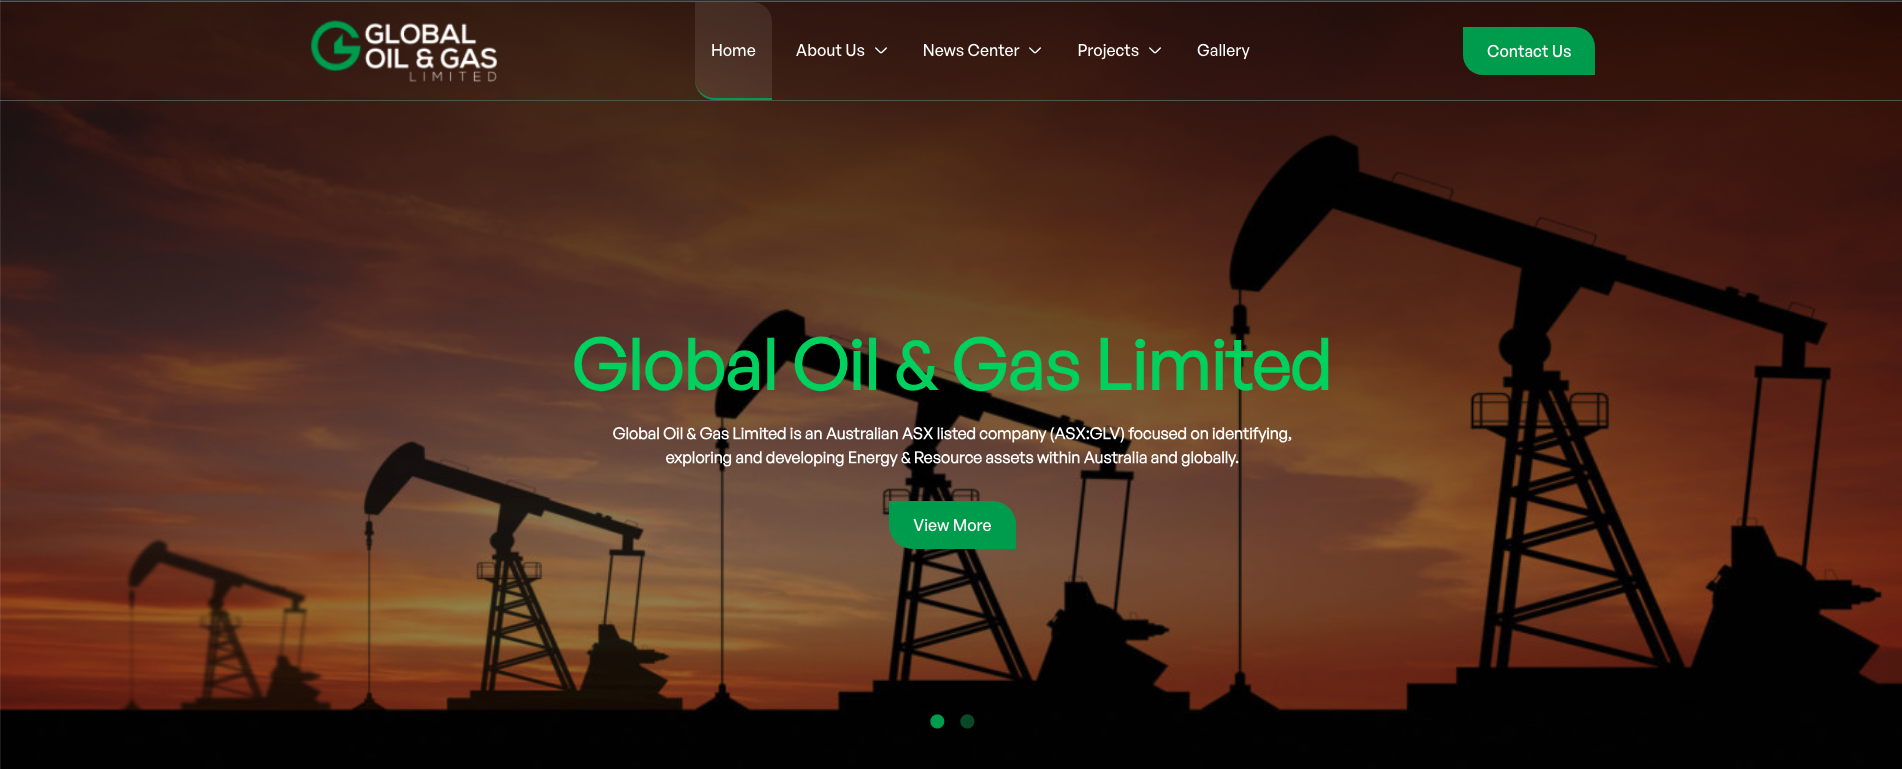 GLOBAL
OIL & GAS
LIMITED
Home
About Us
News Center
Projects
Gallery
Contact Us
Global Oil & Gas Limited
Global Oil & Gas Limited is an Australian ASX listed company (ASX:GLV) focused on identifying,
exploring and developing Energy & Resource assets within Australia and globally.
View More